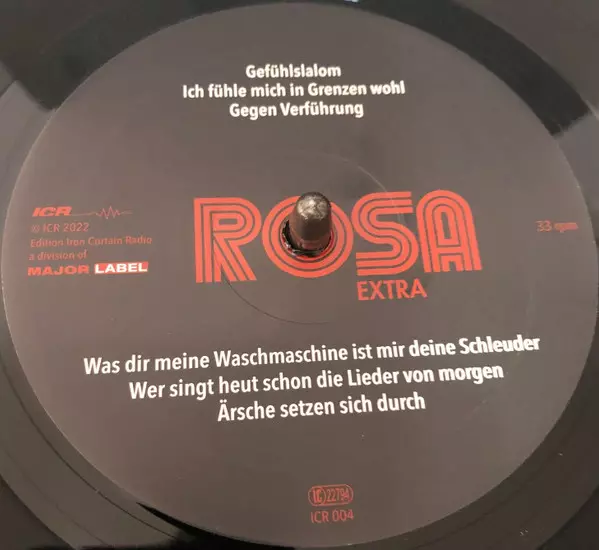 Gefühlslalom
Ich fühle mich in Grenzen wohl
Gegen Verführung
ICR
© ICR 2022
Edition Iron Curtain Radio
a division of
MAJOR LABEL
ROSA
EXTRA
33 rpm
Was dir meine Waschmaschine ist mir deine Schleuder
Wer singt heut schon die Lieder von morgen
Ärsche setzen sich durch
LC 22794
ICR 004